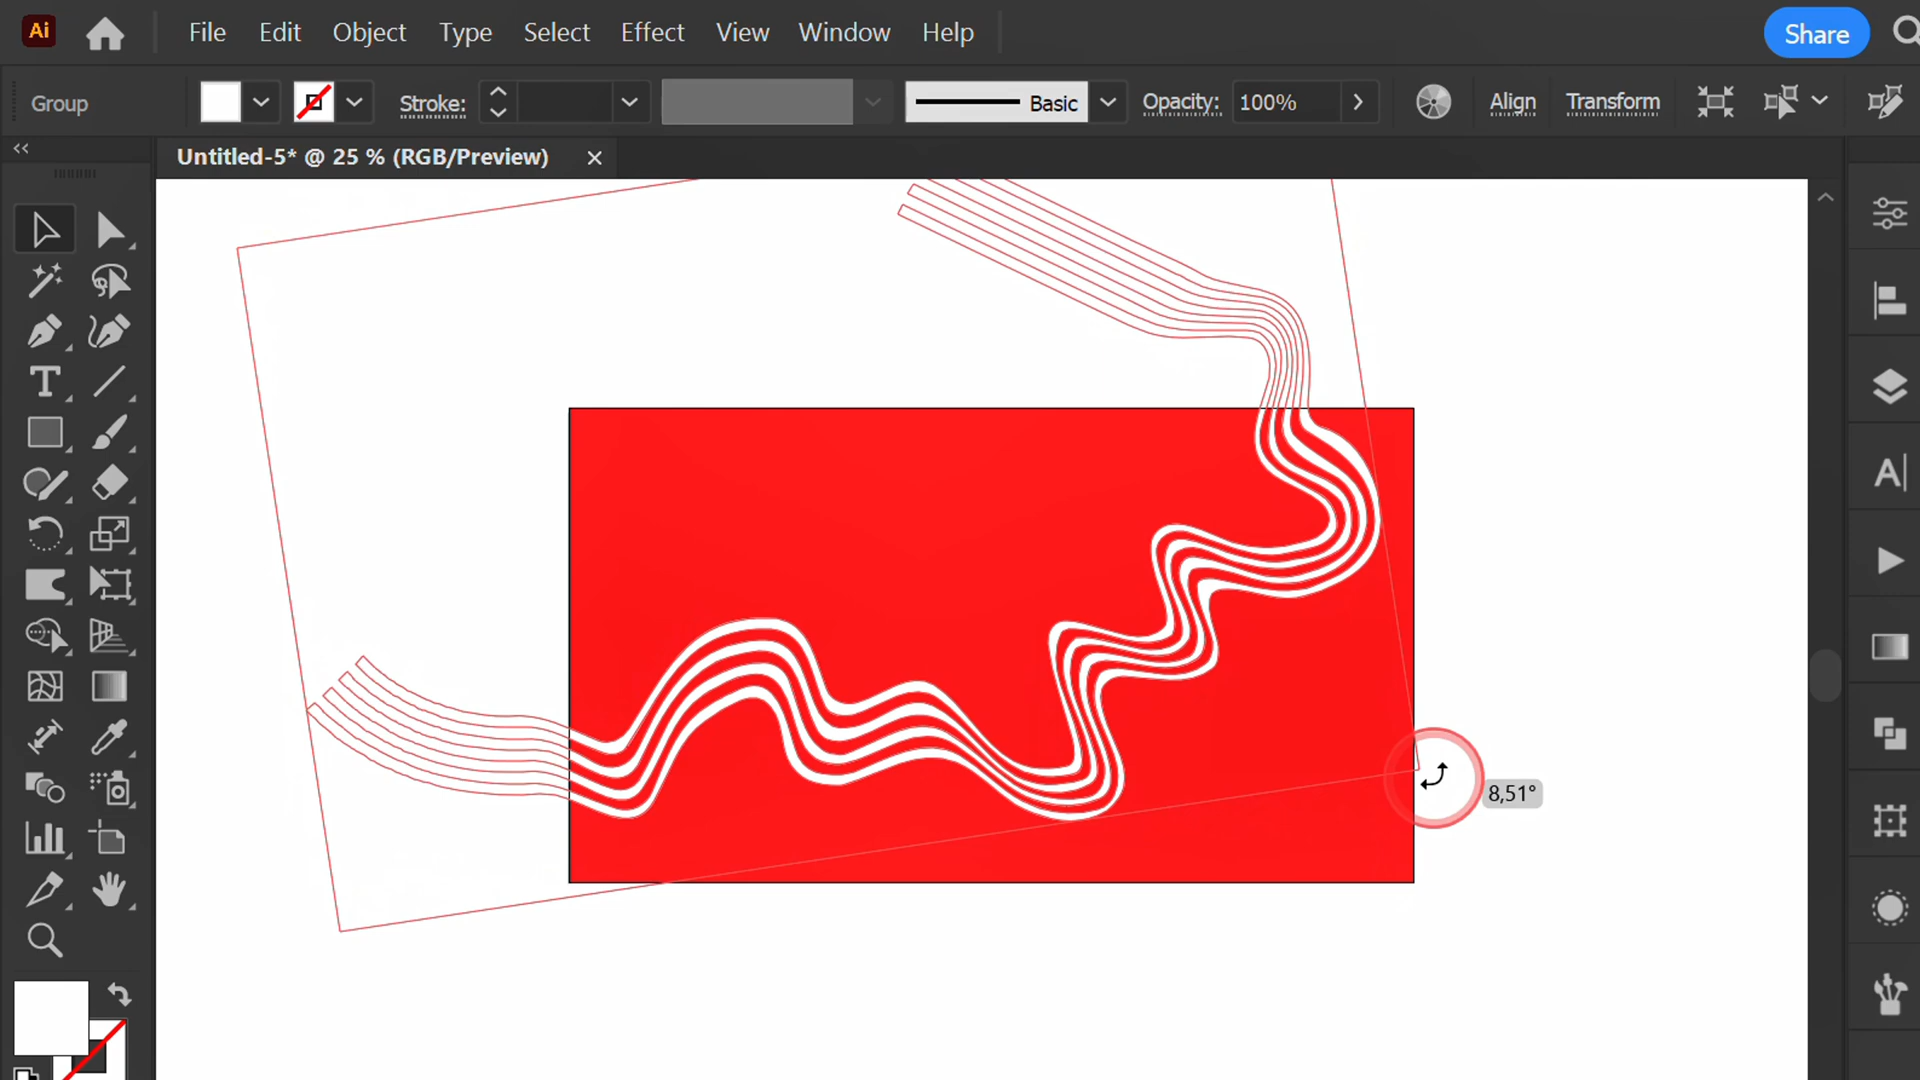 Ai File Edit Object Type Select Effect View Window Help Share
Group Stroke: Basic Opacity: 100% Align Transform
Untitled-5* @ 25 % (RGB/Preview)
8,51°